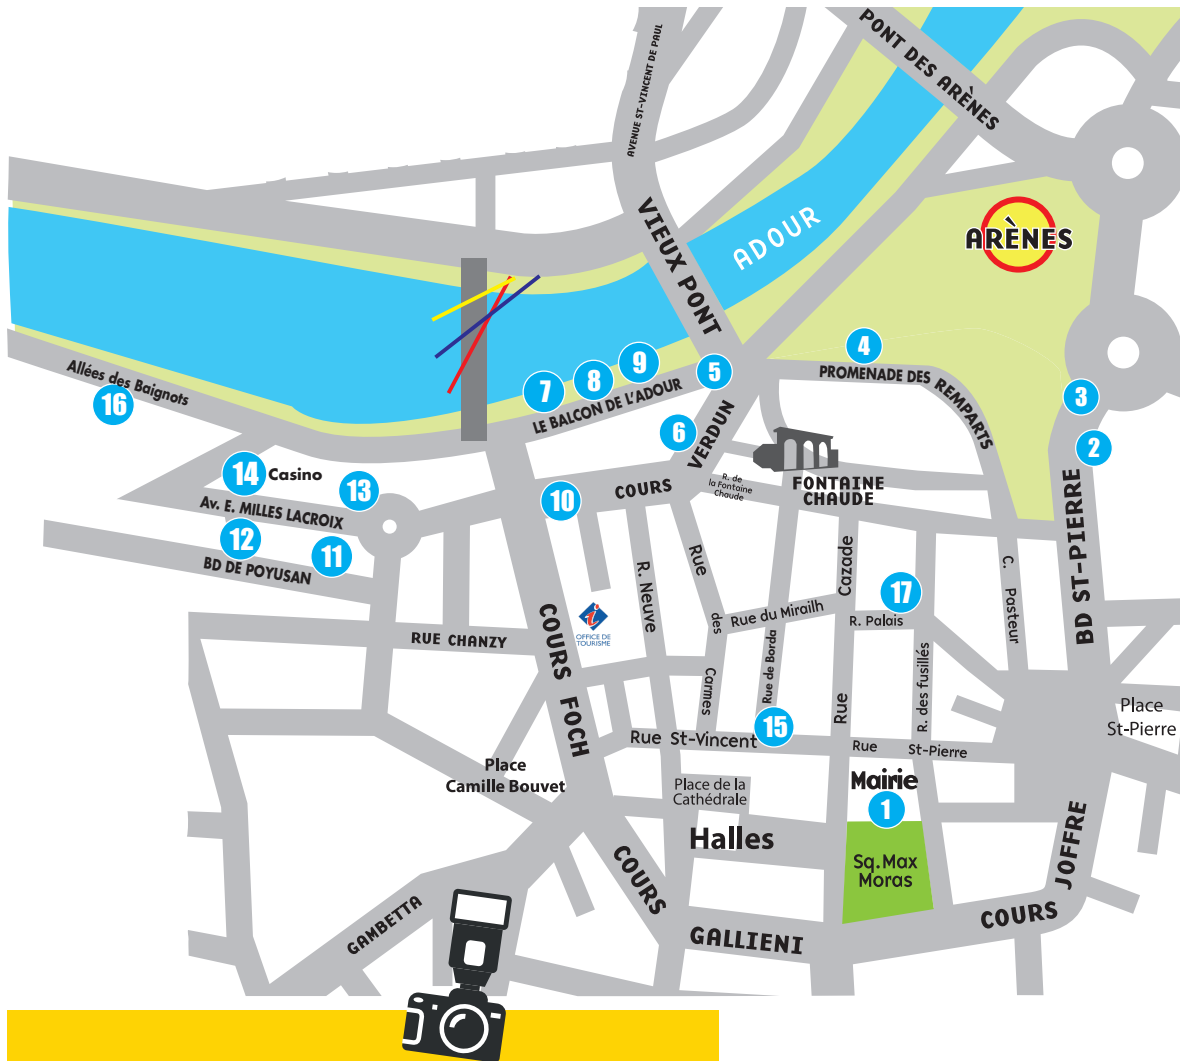 PONT DES ARÈNES
AVENUE ST-VINCENT DE PAUL
VIEUX PONT
ADOUR
ARÈNES
4
PROMENADE DES REMPARTS
Allées des Baignots
16
7
8
9
5
LE BALCON DE L'ADOUR
3
2
6
VERDUN
COURS
14
Casino
13
10
R. de
la Fontaine
Chaude
FONTAINE
CHAUDE
Av. E. MILLES LACROIX
12
11
BD DE POYUSAN
BD ST-PIERRE
Rue
des
Carmes
R. Neuve
Cazade
Rue
C. Pasteur
17
Rue du Mirailh
R. Palais
OFFICE DE
TOURISME
RUE CHANZY
COURS FOCH
Rue de Borda
R. des fusillés
15
Rue St-Vincent
Rue St-Pierre
Place
St-Pierre
Place
Camille Bouvet
Place de la
Cathédrale
Mairie
1
Halles
Sq.Max
Moras
COURS
GALLIENI
COURS
JOFFRE
GAMBETTA